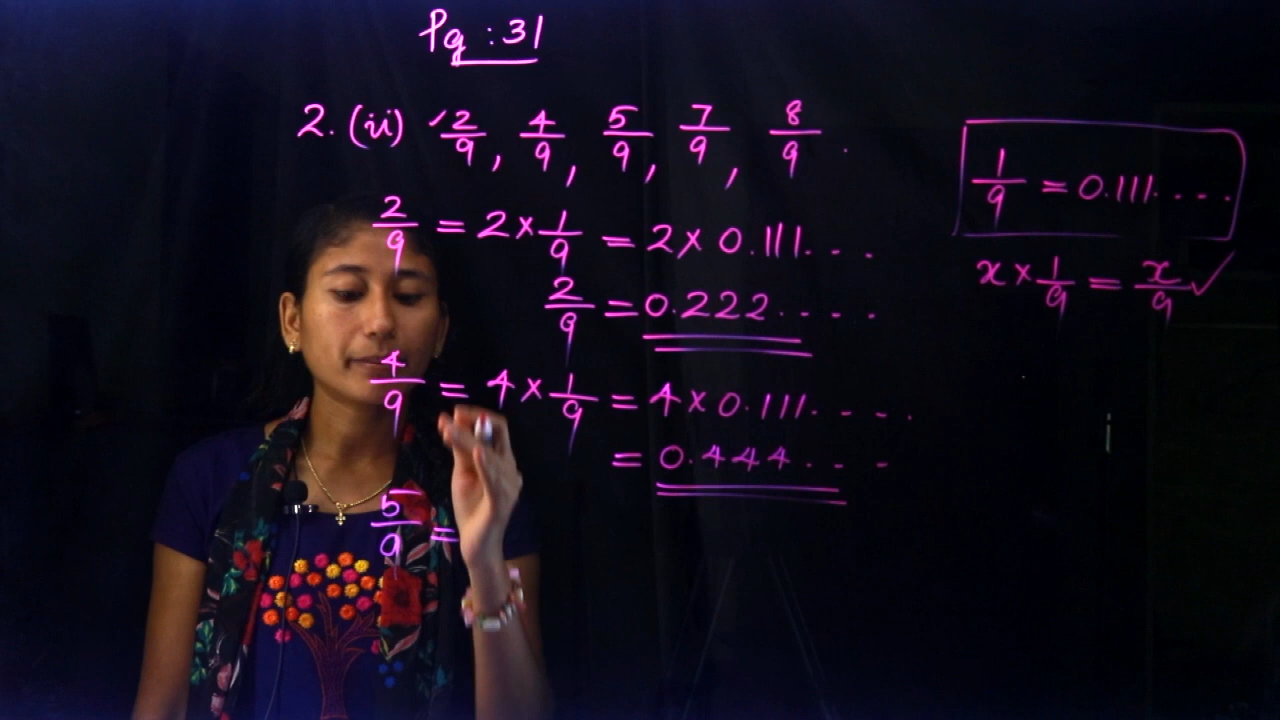 Pg : 31
2. (ii) 2/9, 4/9, 5/9, 7/9, 8/9 .
1/9 = 0.111. . . .
2/9 = 2 × 1/9 = 2 × 0.111. . .
x × 1/9 = x/9 ✓
2/9 = 0.222. . . .
4/9 = 4 × 1/9 = 4 × 0.111. - - .
= 0.444. - -
5/9 =